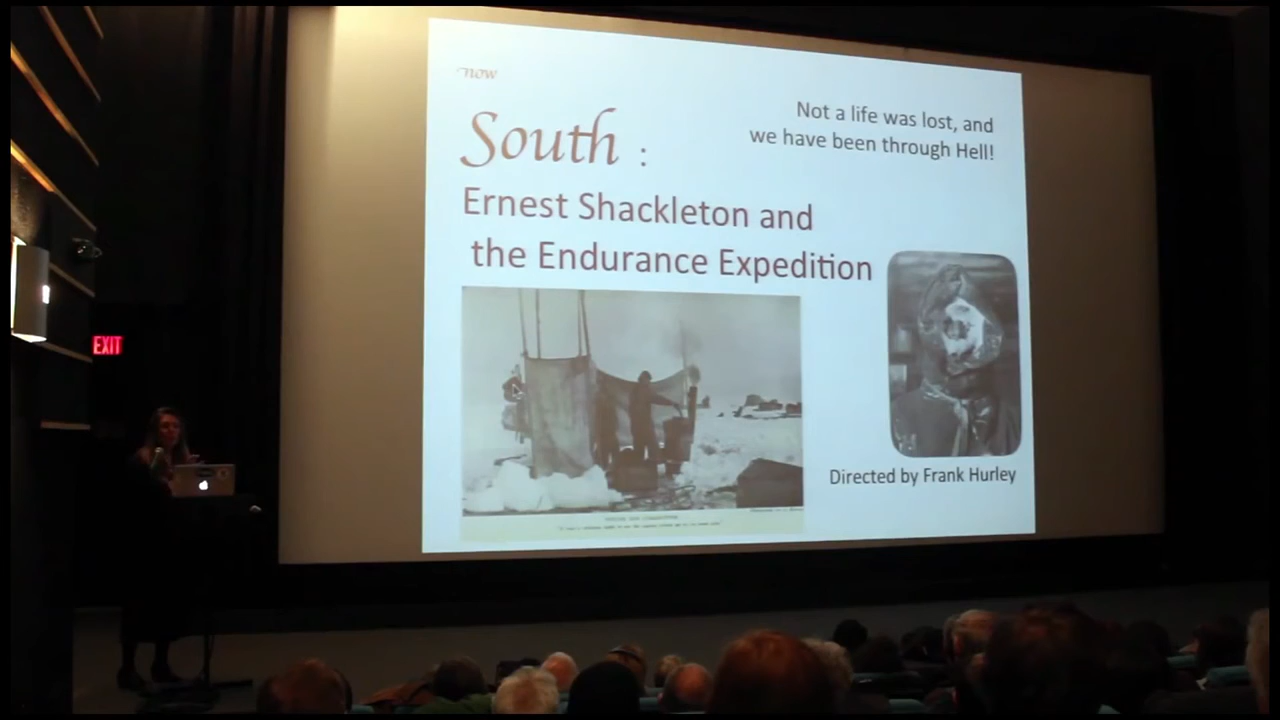 now
South :
Not a life was lost, and
we have been through Hell!
Ernest Shackleton and
the Endurance Expedition
Directed by Frank Hurley
EXIT